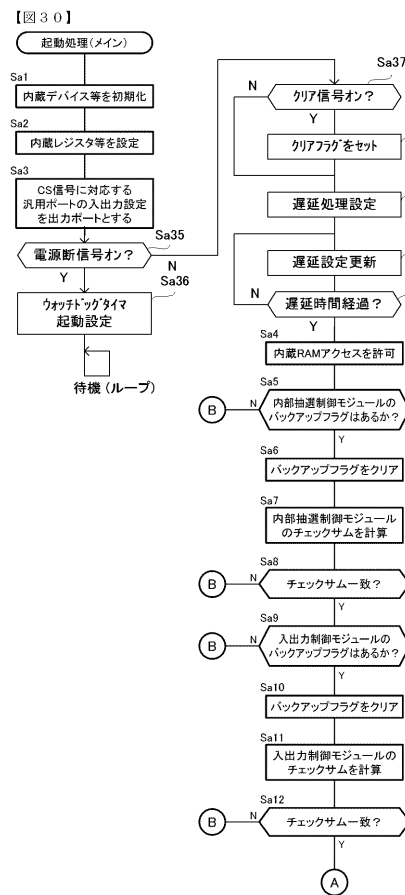 【図30】
起動処理(メイン)
Sa1
内蔵デバイス等を初期化
Sa2
内蔵レジスタ等を設定
Sa3
CS信号に対応する
汎用ポートの入出力設定
を出力ポートとする
Sa35
電源断信号オン?
Y
N
Sa36
ウォッチドッグタイマ
起動設定
待機(ループ)
Sa37
N
クリア信号オン?
Y
クリアフラグをセット
遅延処理設定
遅延設定更新
N
遅延時間経過?
Y
Sa4
内蔵RAMアクセスを許可
Sa5
B
N
内部抽選制御モジュールの
バックアップフラグはあるか?
Y
Sa6
バックアップフラグをクリア
Sa7
内部抽選制御モジュール
のチェックサムを計算
Sa8
B
N
チェックサム一致?
Y
Sa9
B
N
入出力制御モジュールの
バックアップフラグはあるか?
Y
Sa10
バックアップフラグをクリア
Sa11
入出力制御モジュールの
チェックサムを計算
Sa12
B
N
チェックサム一致?
Y
A